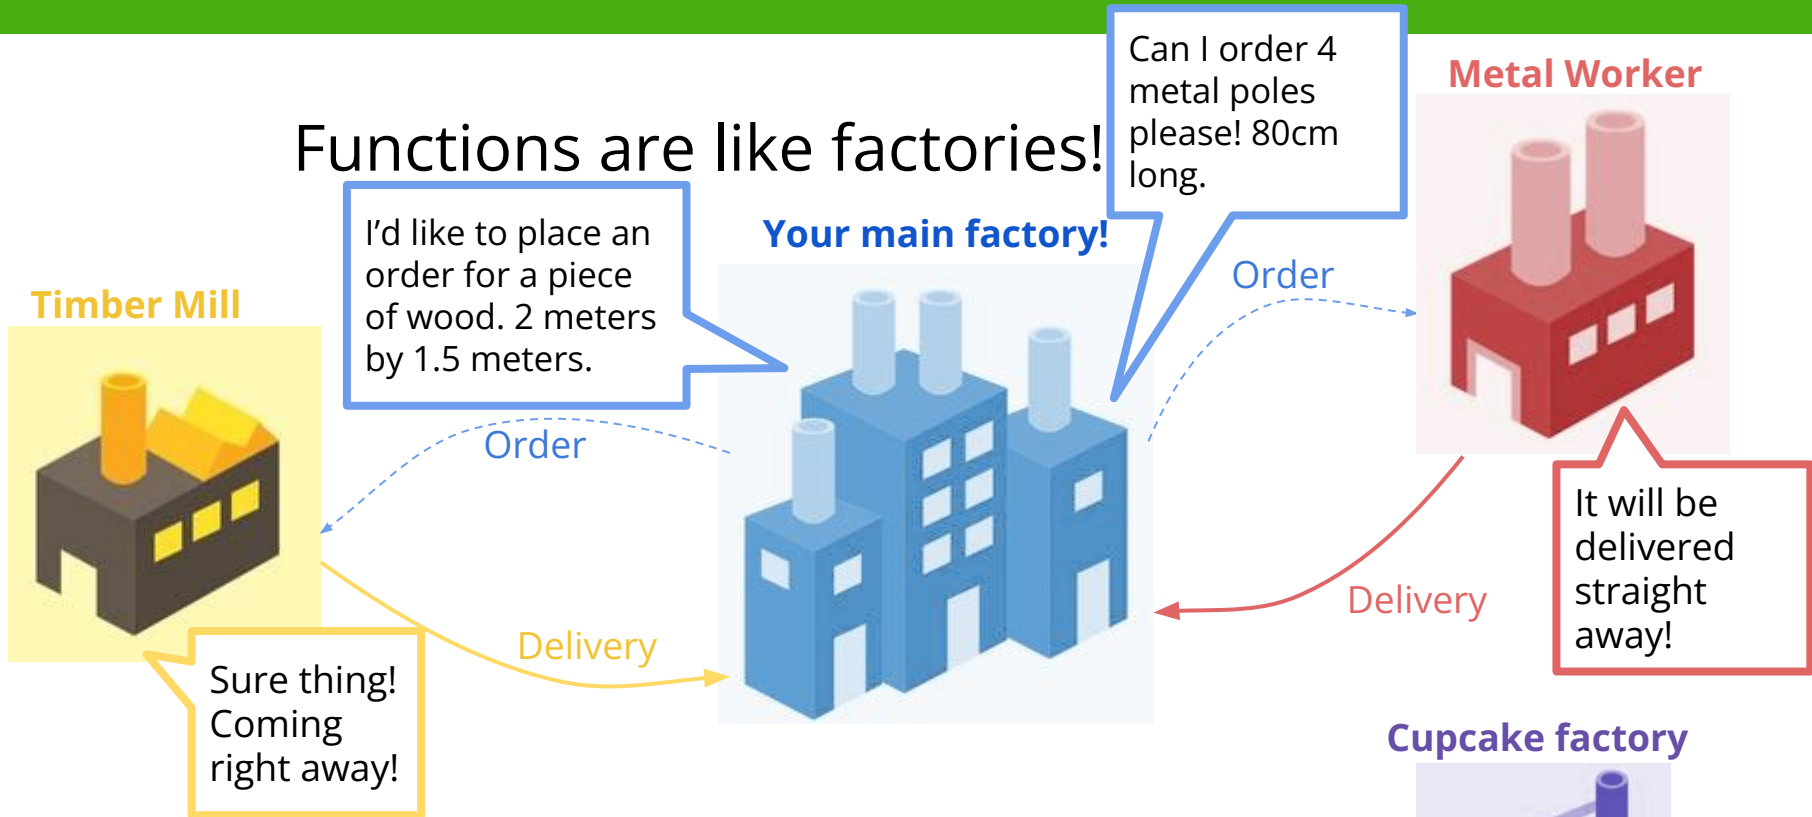 Functions are like factories!
Can I order 4
metal poles
please! 80cm
long.
Metal Worker
I’d like to place an
order for a piece
of wood. 2 meters
by 1.5 meters.
Your main factory!
Order
Timber Mill
Order
It will be
delivered
straight
away!
Delivery
Delivery
Sure thing!
Coming
right away!
Cupcake factory